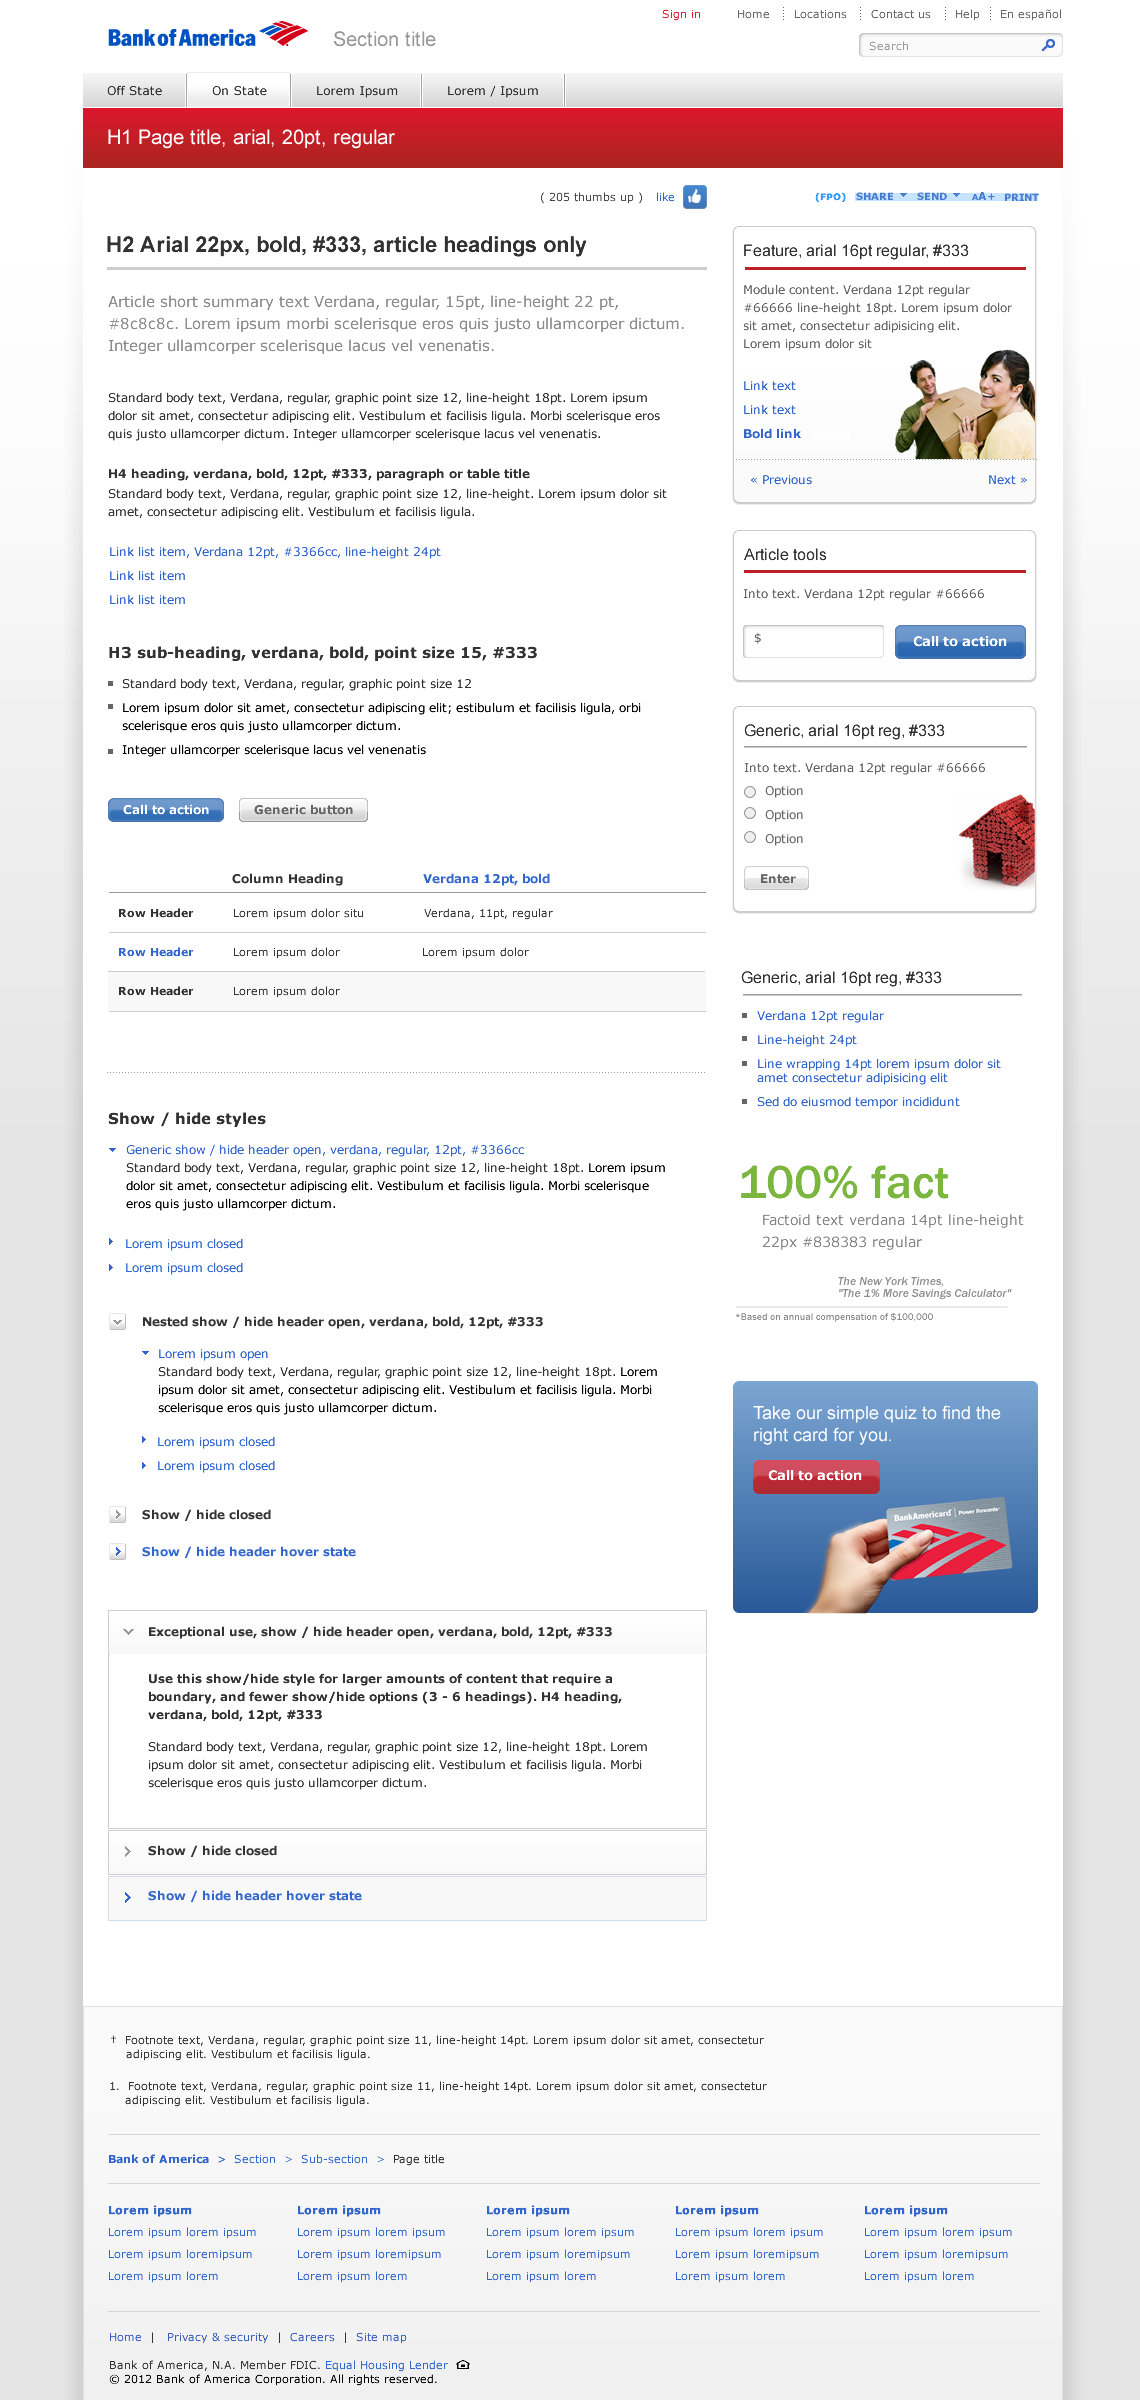 Sign in
Home
Locations
Contact us
Help
En español
Bank of America
Section title
Search
Off State
On State
Lorem Ipsum
Lorem / Ipsum
H1 Page title, arial, 20pt, regular
( 205 thumbs up )
like
(FPO)
SHARE
SEND
AA+
PRINT
H2 Arial 22px, bold, #333, article headings only
Article short summary text Verdana, regular, 15pt, line-height 22 pt,
#8c8c8c. Lorem ipsum morbi scelerisque eros quis justo ullamcorper dictum.
Integer ullamcorper scelerisque lacus vel venenatis.
Standard body text, Verdana, regular, graphic point size 12, line-height 18pt. Lorem ipsum
dolor sit amet, consectetur adipiscing elit. Vestibulum et facilisis ligula. Morbi scelerisque eros
quis justo ullamcorper dictum. Integer ullamcorper scelerisque lacus vel venenatis.
H4 heading, verdana, bold, 12pt, #333, paragraph or table title
Standard body text, Verdana, regular, graphic point size 12, line-height. Lorem ipsum dolor sit
amet, consectetur adipiscing elit. Vestibulum et facilisis ligula.
Link list item, Verdana 12pt, #3366cc, line-height 24pt
Link list item
Link list item
H3 sub-heading, verdana, bold, point size 15, #333
Standard body text, Verdana, regular, graphic point size 12
Lorem ipsum dolor sit amet, consectetur adipiscing elit; estibulum et facilisis ligula, orbi
scelerisque eros quis justo ullamcorper dictum.
Integer ullamcorper scelerisque lacus vel venenatis
Call to action
Generic button
Column Heading
Verdana 12pt, bold
Row Header
Lorem ipsum dolor situ
Verdana, 11pt, regular
Row Header
Lorem ipsum dolor
Lorem ipsum dolor
Row Header
Lorem ipsum dolor
Show / hide styles
Generic show / hide header open, verdana, regular, 12pt, #3366cc
Standard body text, Verdana, regular, graphic point size 12, line-height 18pt. Lorem ipsum
dolor sit amet, consectetur adipiscing elit. Vestibulum et facilisis ligula. Morbi scelerisque
eros quis justo ullamcorper dictum.
Lorem ipsum closed
Lorem ipsum closed
Nested show / hide header open, verdana, bold, 12pt, #333
Lorem ipsum open
Standard body text, Verdana, regular, graphic point size 12, line-height 18pt. Lorem
ipsum dolor sit amet, consectetur adipiscing elit. Vestibulum et facilisis ligula. Morbi
scelerisque eros quis justo ullamcorper dictum.
Lorem ipsum closed
Lorem ipsum closed
Show / hide closed
Show / hide header hover state
Exceptional use, show / hide header open, verdana, bold, 12pt, #333
Use this show/hide style for larger amounts of content that require a
boundary, and fewer show/hide options (3 - 6 headings). H4 heading,
verdana, bold, 12pt, #333
Standard body text, Verdana, regular, graphic point size 12, line-height 18pt. Lorem
ipsum dolor sit amet, consectetur adipiscing elit. Vestibulum et facilisis ligula. Morbi
scelerisque eros quis justo ullamcorper dictum.
Show / hide closed
Show / hide header hover state
Feature, arial 16pt regular, #333
Module content. Verdana 12pt regular
#66666 line-height 18pt. Lorem ipsum dolor
sit amet, consectetur adipisicing elit.
Lorem ipsum dolor sit
Link text
Link text
Bold link
« Previous
Next »
Article tools
Into text. Verdana 12pt regular #66666
$
Call to action
Generic, arial 16pt reg, #333
Into text. Verdana 12pt regular #66666
Option
Option
Option
Enter
Generic, arial 16pt reg, #333
Verdana 12pt regular
Line-height 24pt
Line wrapping 14pt lorem ipsum dolor sit
amet consectetur adipisicing elit
Sed do eiusmod tempor incididunt
100% fact
Factoid text verdana 14pt line-height
22px #838383 regular
The New York Times,
"The 1% More Savings Calculator"
*Based on annual compensation of $100,000
Take our simple quiz to find the
right card for you.
Call to action
BankAmericard
Power Rewards
† Footnote text, Verdana, regular, graphic point size 11, line-height 14pt. Lorem ipsum dolor sit amet, consectetur
adipiscing elit. Vestibulum et facilisis ligula.
1. Footnote text, Verdana, regular, graphic point size 11, line-height 14pt. Lorem ipsum dolor sit amet, consectetur
adipiscing elit. Vestibulum et facilisis ligula.
Bank of America > Section > Sub-section > Page title
Lorem ipsum
Lorem ipsum
Lorem ipsum
Lorem ipsum
Lorem ipsum
Lorem ipsum lorem ipsum
Lorem ipsum lorem ipsum
Lorem ipsum lorem ipsum
Lorem ipsum lorem ipsum
Lorem ipsum lorem ipsum
Lorem ipsum loremipsum
Lorem ipsum loremipsum
Lorem ipsum loremipsum
Lorem ipsum loremipsum
Lorem ipsum loremipsum
Lorem ipsum lorem
Lorem ipsum lorem
Lorem ipsum lorem
Lorem ipsum lorem
Lorem ipsum lorem
Home | Privacy & security | Careers | Site map
Bank of America, N.A. Member FDIC. Equal Housing Lender
© 2012 Bank of America Corporation. All rights reserved.